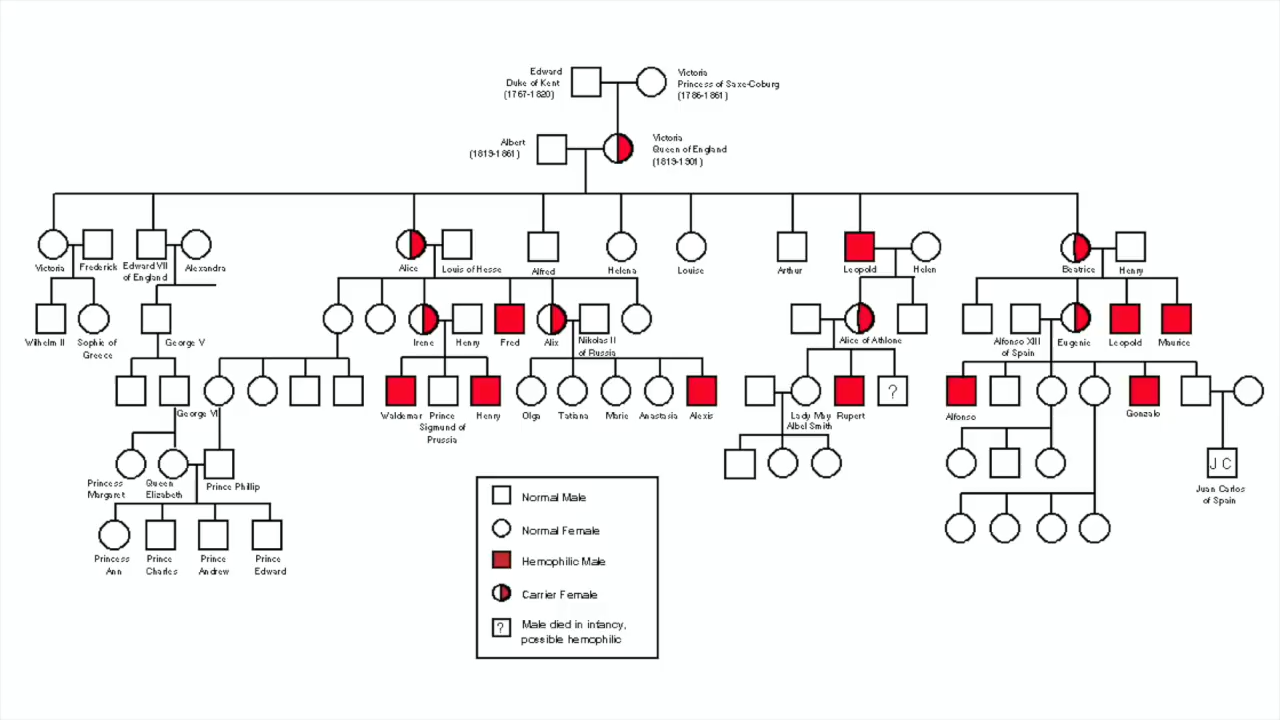 Edward
Duke of Kent
(1767-1820)
Victoria
Princess of Saxe-Coburg
(1786-1861)
Albert
(1819-1861)
Victoria
Queen of England
(1819-1901)
Victoria
Frederick
Edward VII
of England
Alexandra
Alice
Louis of Hesse
Alfred
Helena
Louise
Arthur
Leopold
Helen
Beatrice
Henry
Wilhelm II
Sophie of
Greece
George V
Irene
Henry
Fred
Alix
Nikolas II
of Russia
Alice of Athlone
Alfonso XIII
of Spain
Eugenie
Leopold
Maurice
George VI
Waldemar
Prince
Sigmund of
Prussia
Henry
Olga
Tatiana
Marie
Anastasia
Alexis
?
Lady May
Abel Smith
Rupert
Alfonso
Gonzalo
Princess
Margaret
Queen
Elizabeth
Prince Phillip
J C
Juan Carlos
of Spain
Princess
Ann
Prince
Charles
Prince
Andrew
Prince
Edward
Normal Male
Normal Female
Hemophilic Male
Carrier Female
?
Male died in infancy,
possible hemophilic